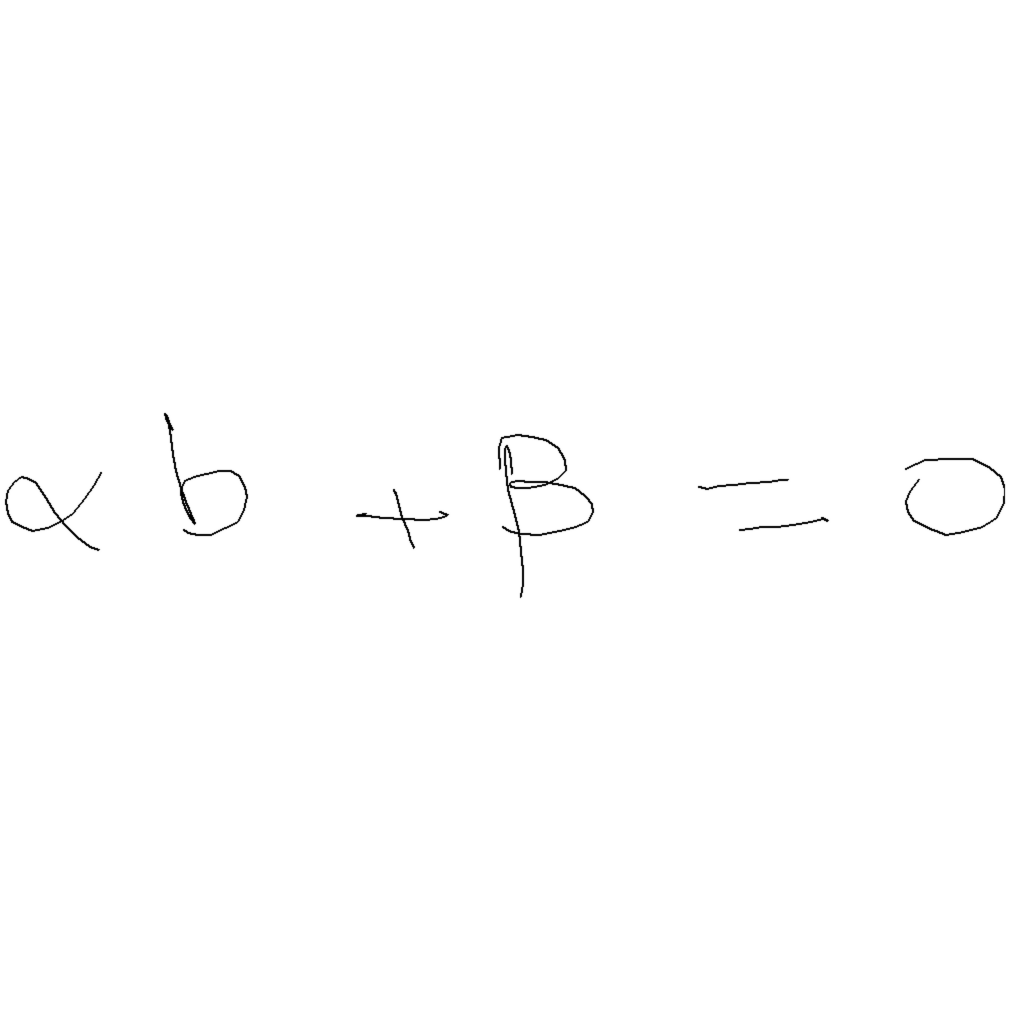 αb + β = 0